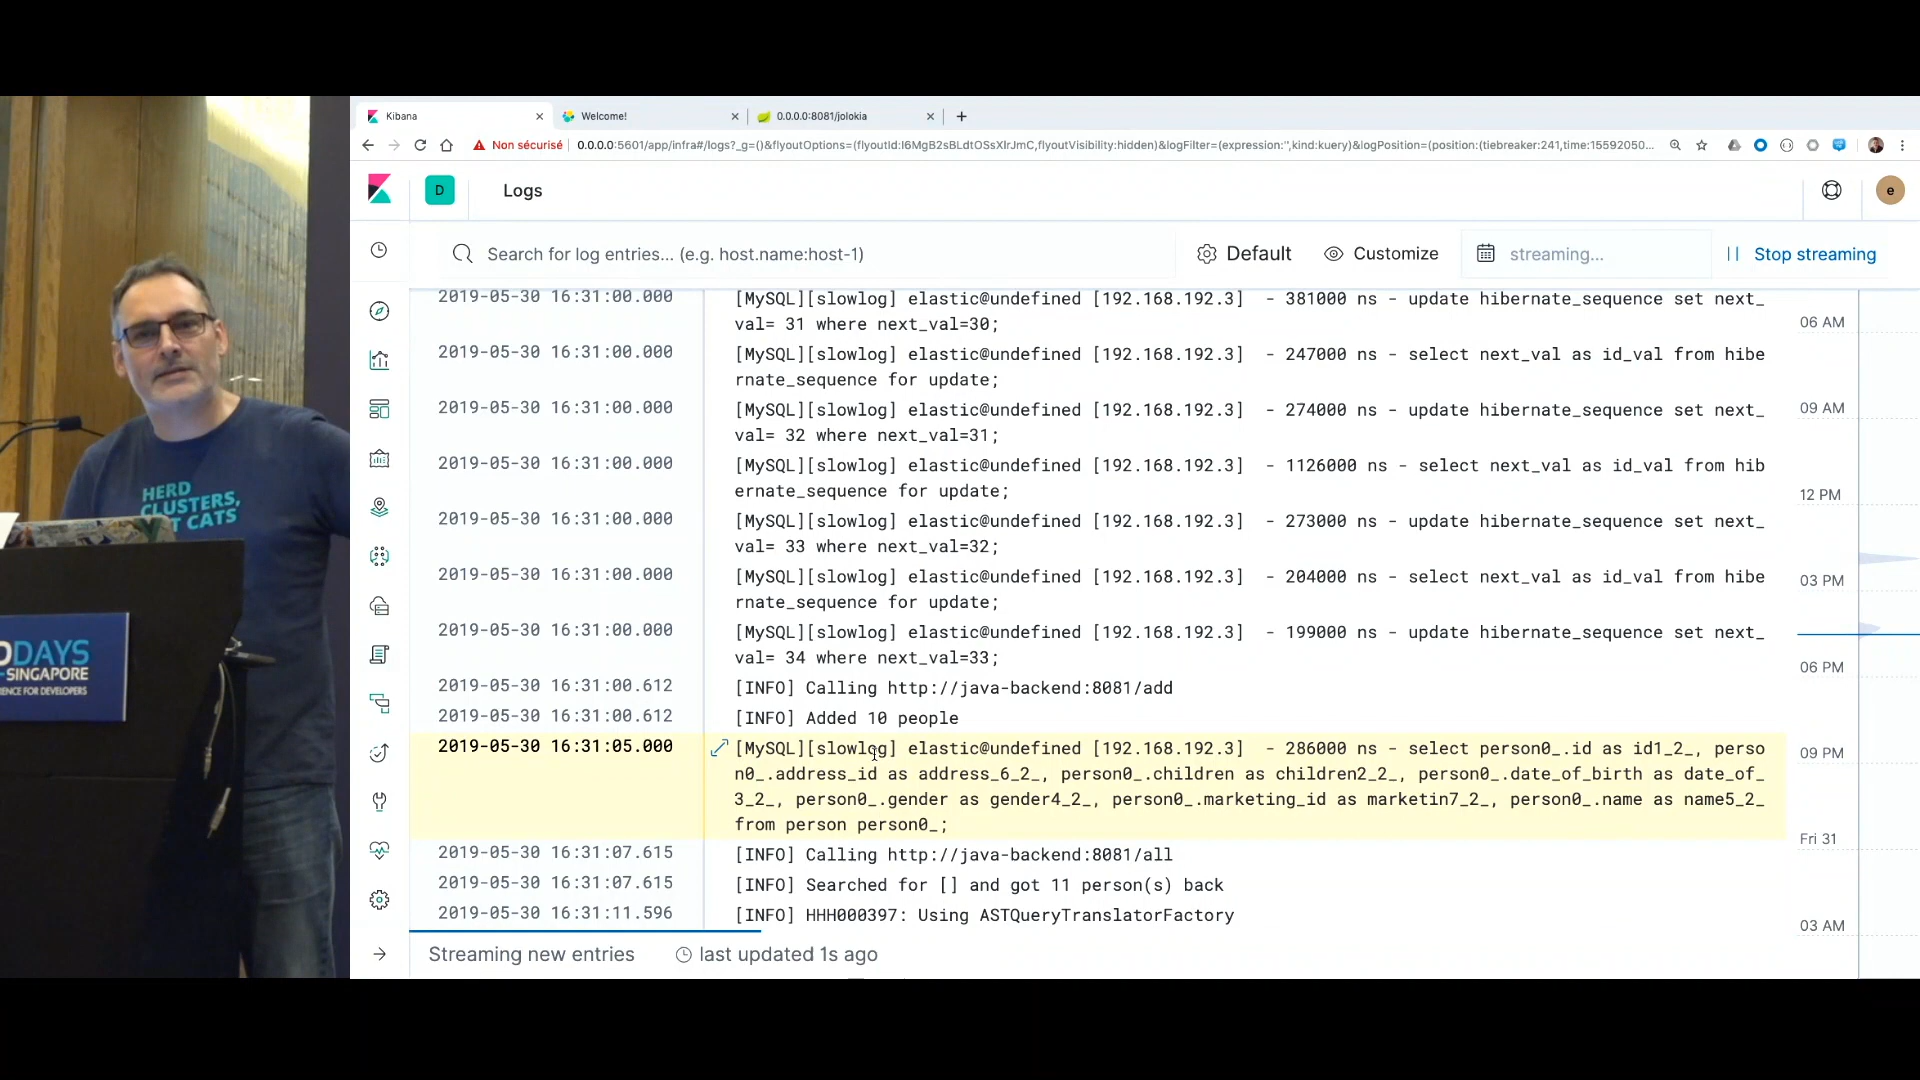 Kibana
Welcome!
0.0.0.0:8081/jolokia
Non sécurisé
0.0.0.0:5601/app/infra#/logs?_g=()&flyoutOptions=(flyoutId:l6MgB2sBLdtOSsXIrJmC,flyoutVisibility:hidden)&logFilter=(expression:'',kind:kuery)&logPosition=(position:(tiebreaker:241,time:15592050...
D
Logs
e
Search for log entries... (e.g. host.name:host-1)
Default
Customize
streaming...
Stop streaming
2019-05-30 16:31:00.000 [MySQL][slowlog] elastic@undefined [192.168.192.3] - 381000 ns - update hibernate_sequence set next_
val= 31 where next_val=30;
2019-05-30 16:31:00.000 [MySQL][slowlog] elastic@undefined [192.168.192.3] - 247000 ns - select next_val as id_val from hibe
rnate_sequence for update;
2019-05-30 16:31:00.000 [MySQL][slowlog] elastic@undefined [192.168.192.3] - 274000 ns - update hibernate_sequence set next_
val= 32 where next_val=31;
2019-05-30 16:31:00.000 [MySQL][slowlog] elastic@undefined [192.168.192.3] - 1126000 ns - select next_val as id_val from hib
ernate_sequence for update;
2019-05-30 16:31:00.000 [MySQL][slowlog] elastic@undefined [192.168.192.3] - 273000 ns - update hibernate_sequence set next_
val= 33 where next_val=32;
2019-05-30 16:31:00.000 [MySQL][slowlog] elastic@undefined [192.168.192.3] - 204000 ns - select next_val as id_val from hibe
rnate_sequence for update;
2019-05-30 16:31:00.000 [MySQL][slowlog] elastic@undefined [192.168.192.3] - 199000 ns - update hibernate_sequence set next_
val= 34 where next_val=33;
2019-05-30 16:31:00.612 [INFO] Calling http://java-backend:8081/add
2019-05-30 16:31:00.612 [INFO] Added 10 people
2019-05-30 16:31:05.000 [MySQL][slowlog] elastic@undefined [192.168.192.3] - 286000 ns - select person0_.id as id1_2_, perso
n0_.address_id as address_6_2_, person0_.children as children2_2_, person0_.date_of_birth as date_of_
3_2_, person0_.gender as gender4_2_, person0_.marketing_id as marketin7_2_, person0_.name as name5_2_
from person person0_;
2019-05-30 16:31:07.615 [INFO] Calling http://java-backend:8081/all
2019-05-30 16:31:07.615 [INFO] Searched for [] and got 11 person(s) back
2019-05-30 16:31:11.596 [INFO] HHH000397: Using ASTQueryTranslatorFactory
Streaming new entries
last updated 1s ago
06 AM
09 AM
12 PM
03 PM
06 PM
09 PM
Fri 31
03 AM
HERD
CLUSTERS,
CATS
DAYS
SINGAPORE
FOR DEVELOPERS